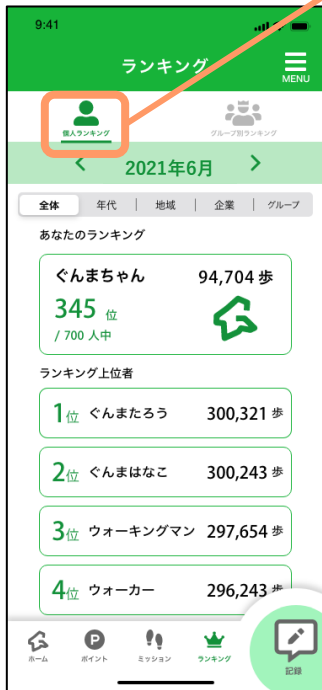 9:41
ランキング
MENU
個人ランキング
グループ別ランキング
2021年6月
全体 年代 地域 企業 グループ
あなたのランキング
ぐんまちゃん 94,704 歩
345 位
/ 700 人中
ランキング上位者
1位 ぐんまたろう 300,321 歩
2位 ぐんまはなこ 300,243 歩
3位 ウォーキングマン 297,654 歩
4位 ウォーカー 296,243 歩
ホーム ポイント ミッション ランキング 記録